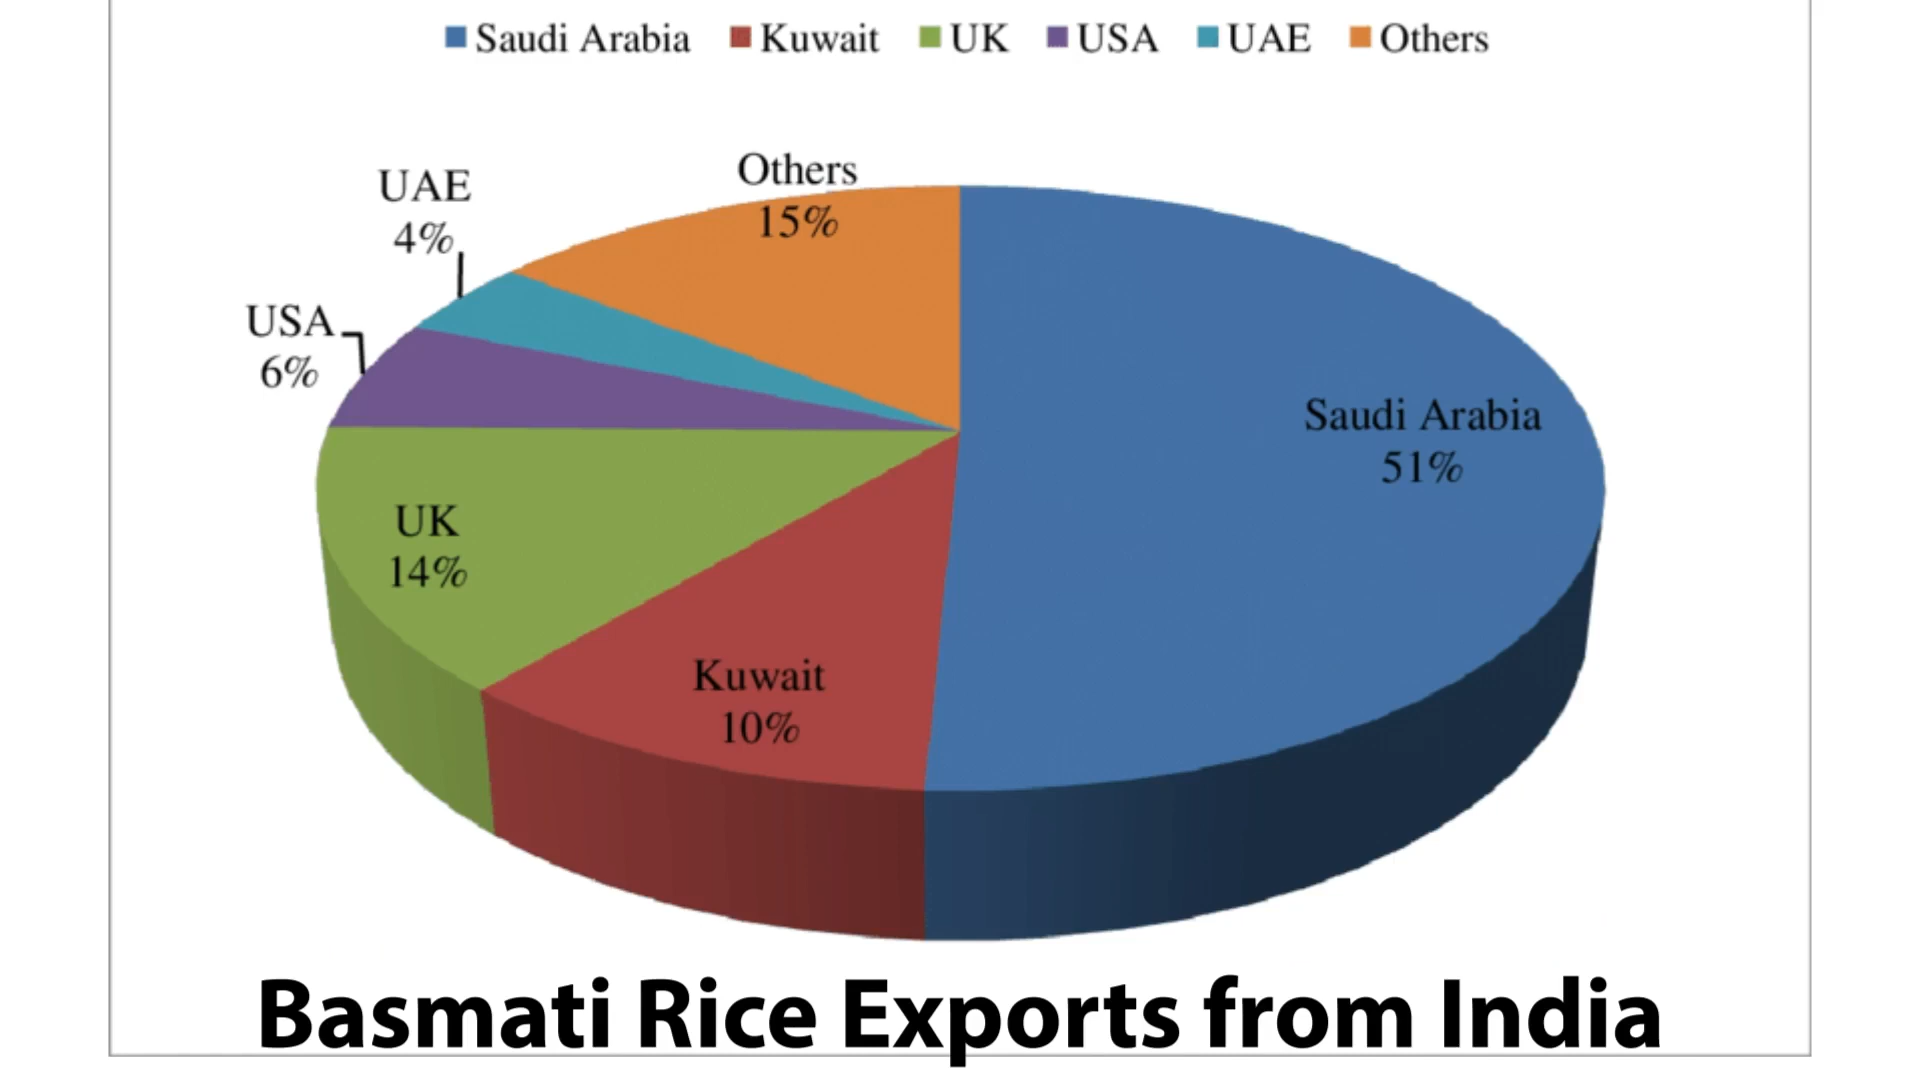 Saudi Arabia Kuwait UK USA UAE Others
Others
15%
UAE
4%
USA
6%
Saudi Arabia
51%
UK
14%
Kuwait
10%
Basmati Rice Exports from India